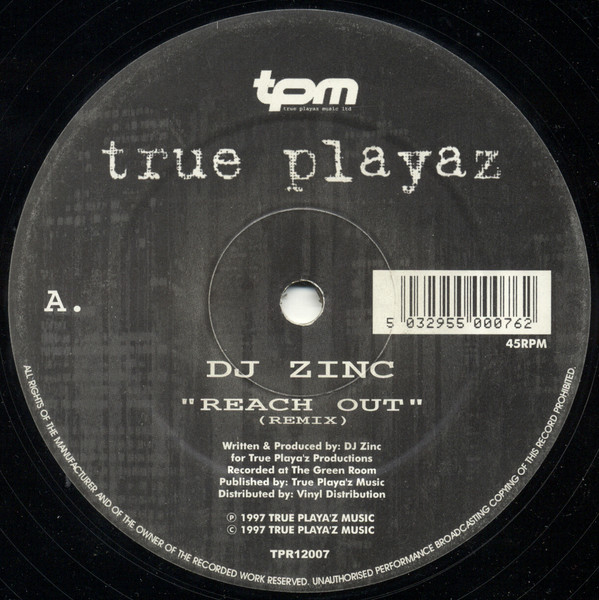 tpm
true playaz music ltd
true playaz
A.
5 032955 000762
45RPM
DJ ZINC
"REACH OUT"
(REMIX)
Written & Produced by: DJ Zinc
for True Playa'z Productions
Recorded at The Green Room
Published by: True Playa'z Music
Distributed by: Vinyl Distribution
℗ 1997 TRUE PLAYA'Z MUSIC
© 1997 TRUE PLAYA'Z MUSIC
TPR12007
ALL RIGHTS OF THE MANUFACTURER AND OF THE OWNER OF THE RECORDED WORK RESERVED. UNAUTHORISED PERFORMANCE BROADCASTING COPYING OF THIS RECORD PROHIBITED.